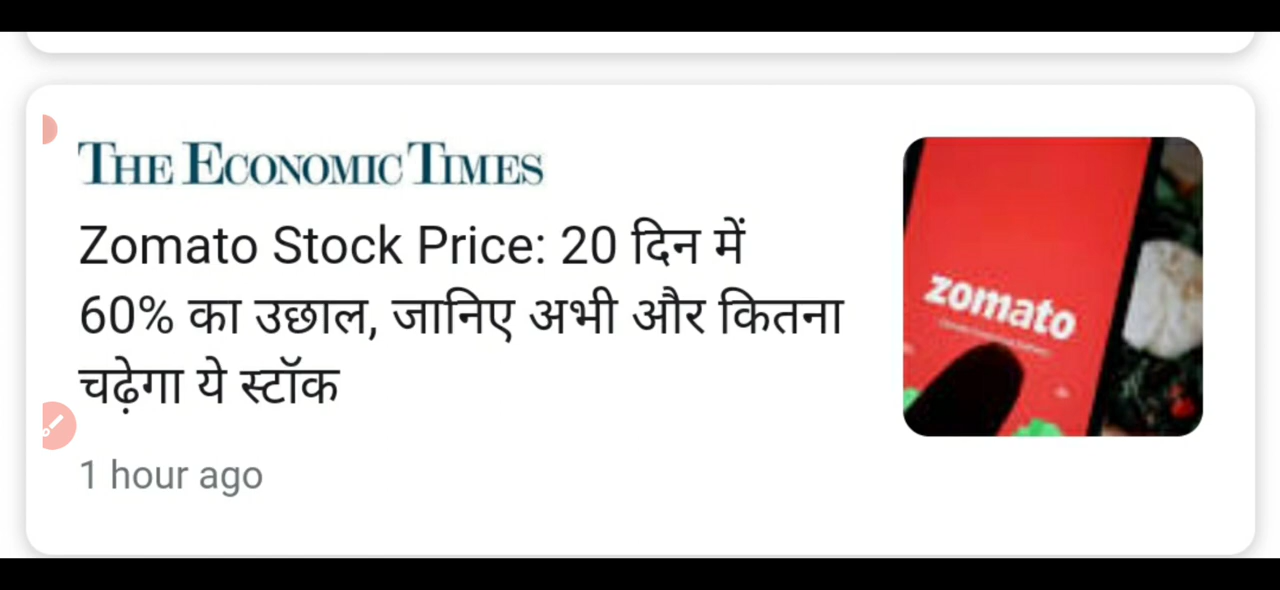 THE ECONOMIC TIMES
Zomato Stock Price: 20 दिन में
60% का उछाल, जानिए अभी और कितना
चढ़ेगा ये स्टॉक
1 hour ago
zomato